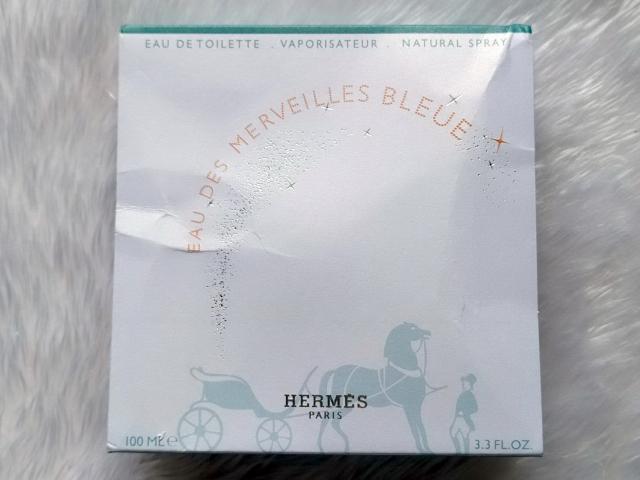 EAU DE TOILETTE . VAPORISATEUR . NATURAL SPRAY
EAU DES MERVEILLES BLEUE
HERMÈS
PARIS
100 ML e
3.3 FL.OZ.